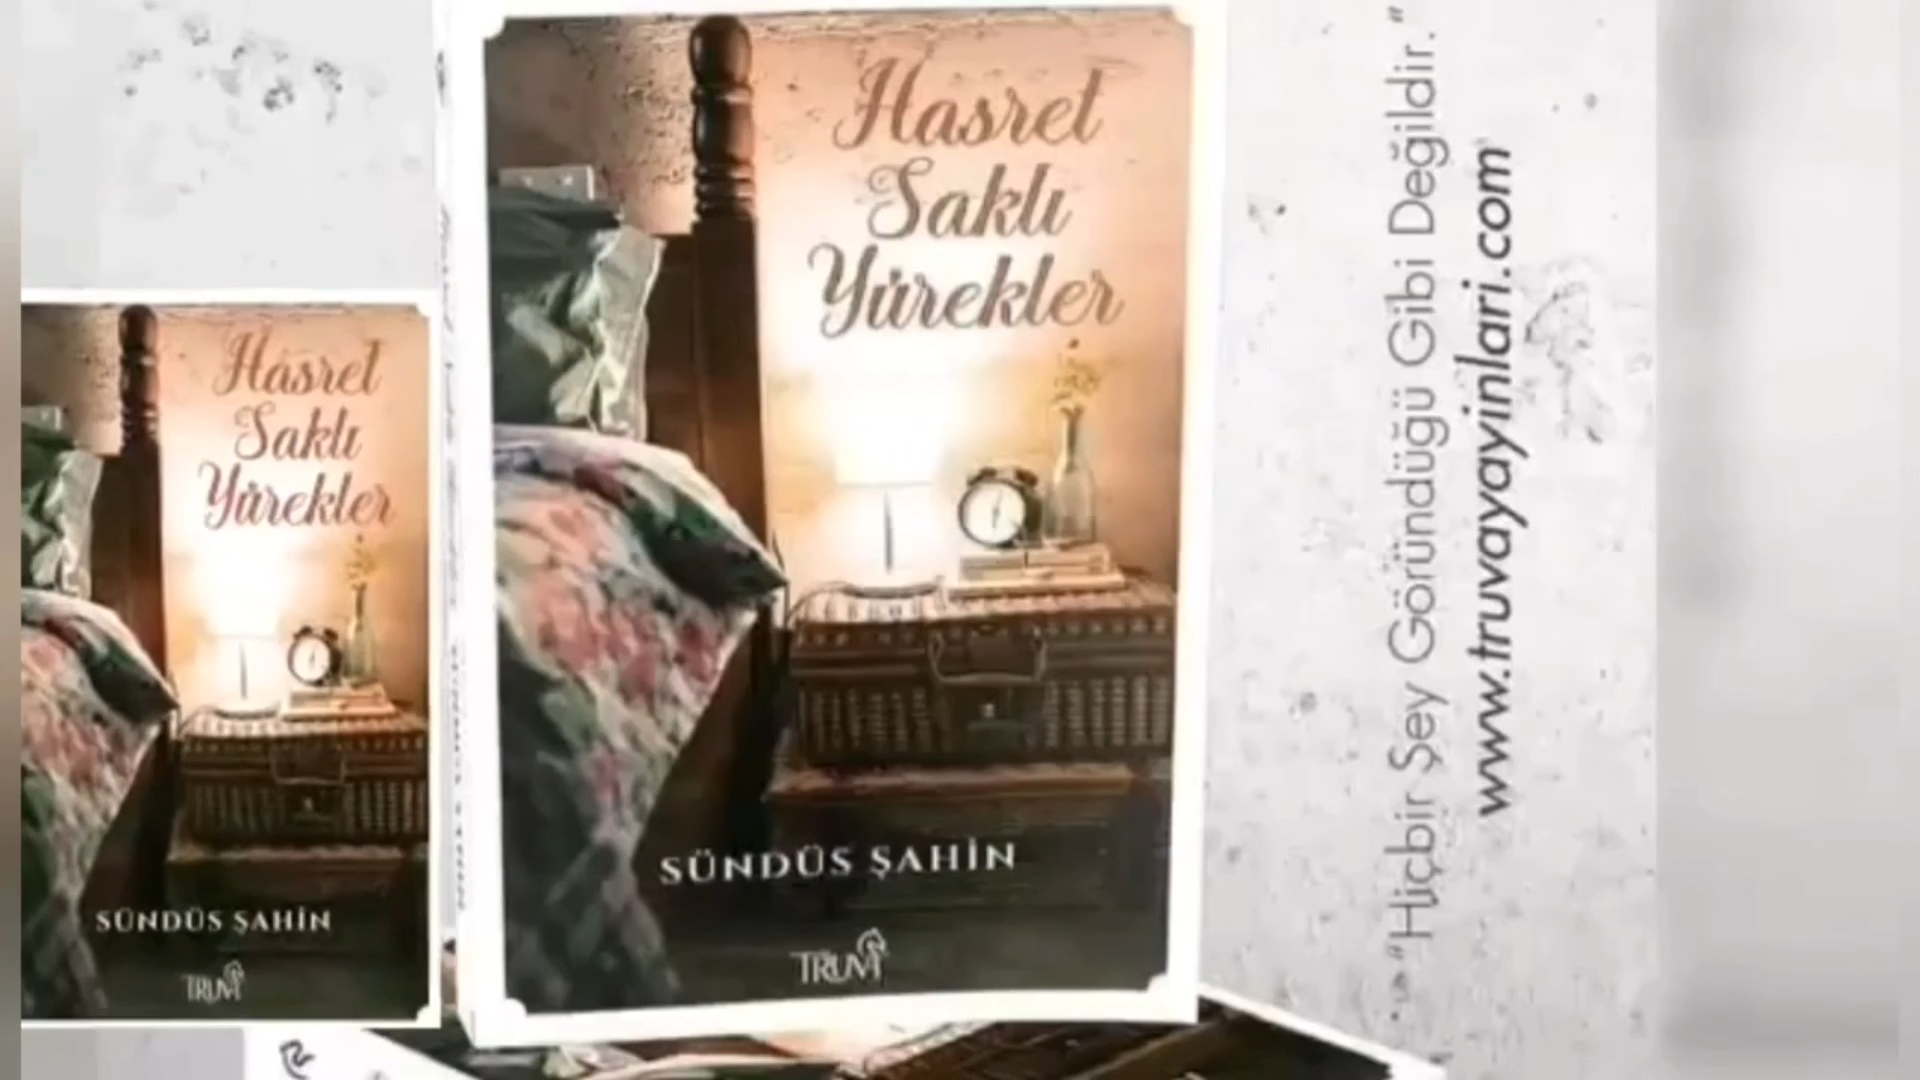 Hasret
Saklı
Yürekler
SÜNDÜS ŞAHİN
TRUVA
Hasret
Saklı
Yürekler
SÜNDÜS ŞAHİN
TRUVA
"Hiçbir Şey Göründüğü Gibi Değildir."
www.truvayayinlari.com